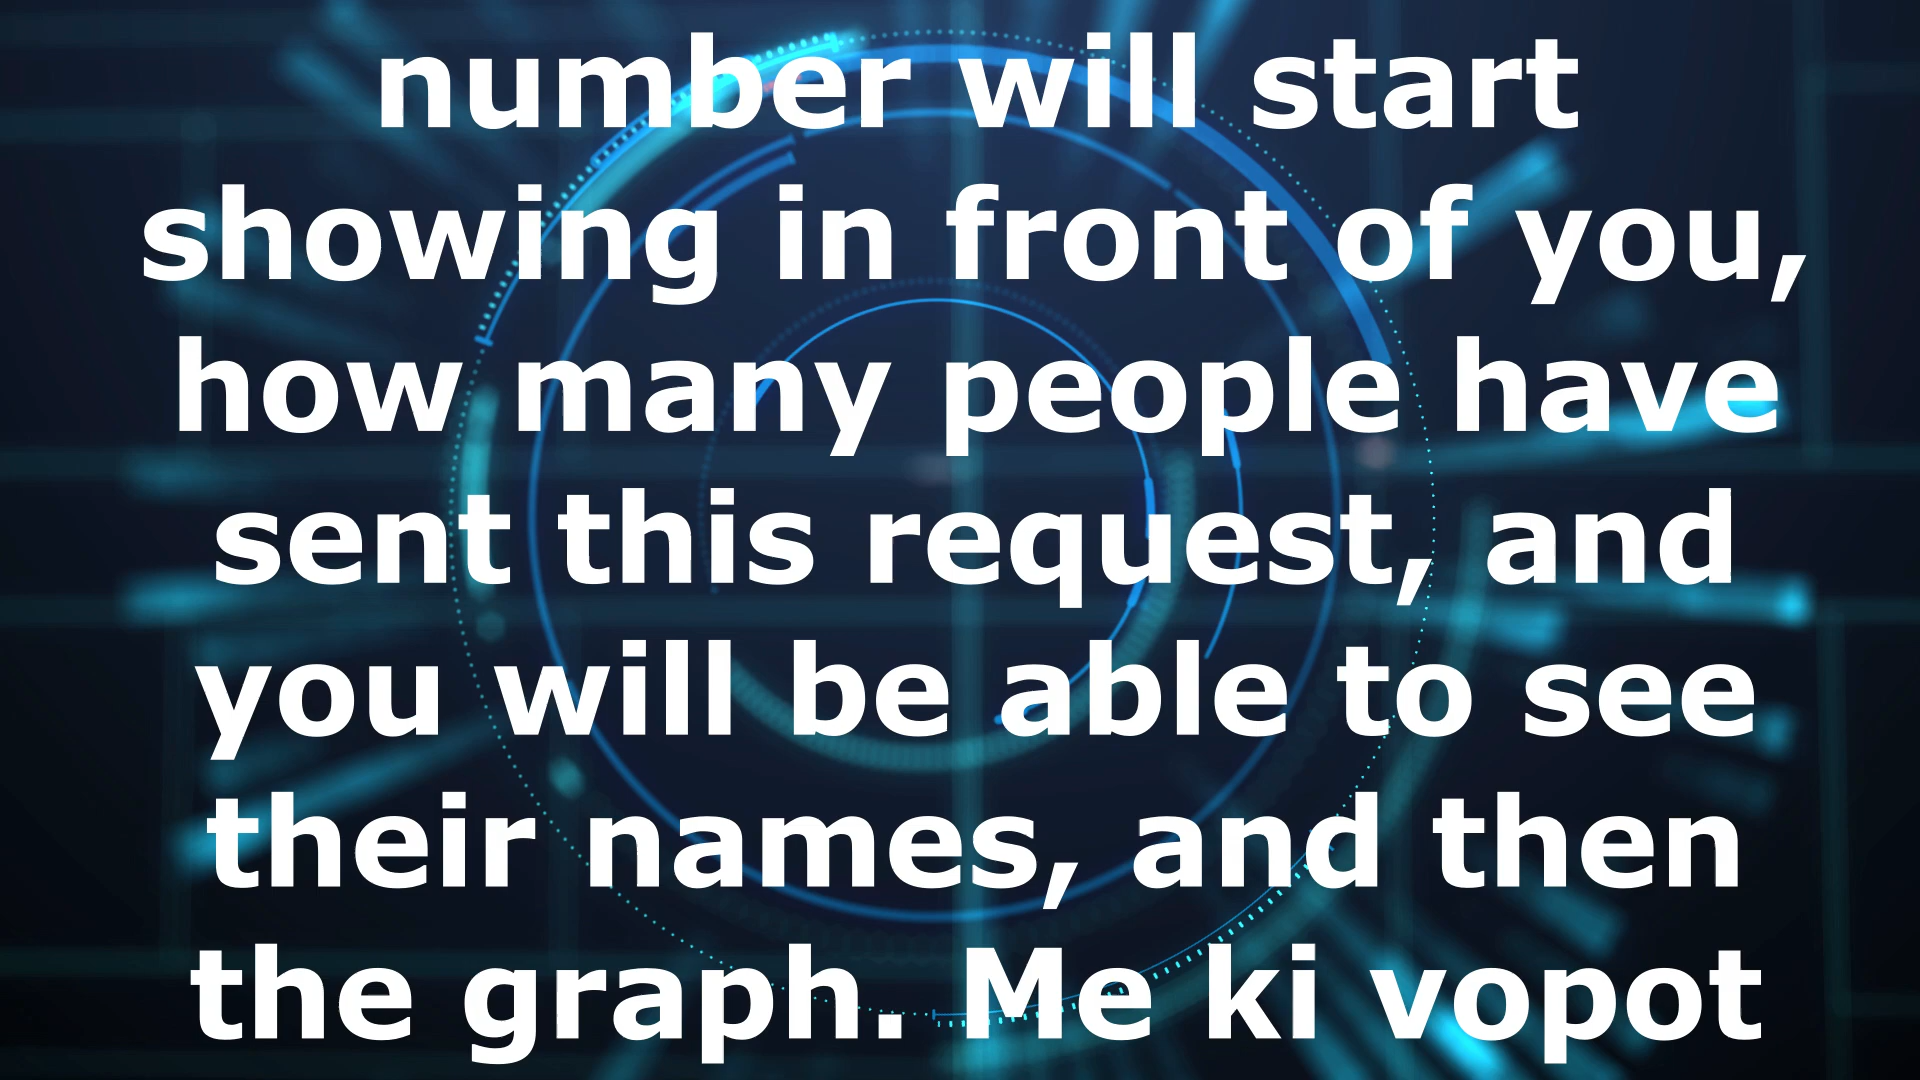 number will start
showing in front of you,
how many people have
sent this request, and
you will be able to see
their names, and then
the graph. Me ki vopot